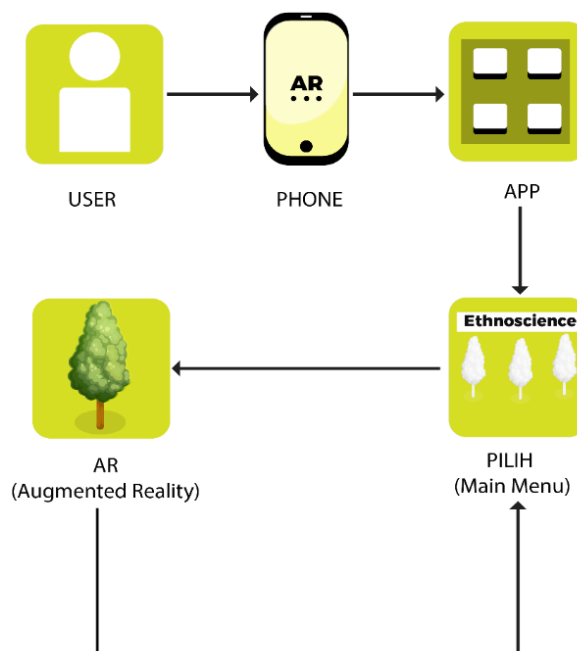 AR
USER
PHONE
APP
Ethnoscience
AR
(Augmented Reality)
PILIH
(Main Menu)